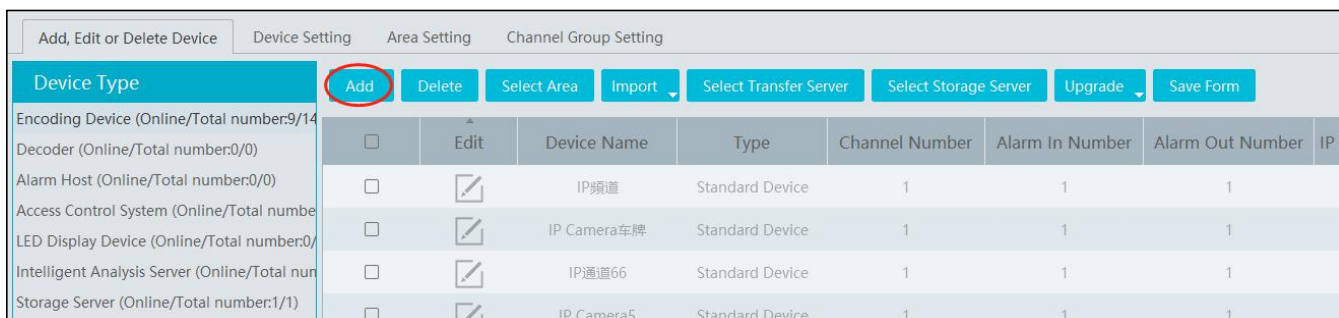 Add, Edit or Delete Device Device Setting Area Setting Channel Group Setting
Device Type
Add Delete Select Area Import Select Transfer Server Select Storage Server Upgrade Save Form
Encoding Device (Online/Total number:9/14
Decoder (Online/Total number:0/0)
Alarm Host (Online/Total number:0/0)
Access Control System (Online/Total numbe
LED Display Device (Online/Total number:0/
Intelligent Analysis Server (Online/Total nun
Storage Server (Online/Total number:1/1)
Edit Device Name Type Channel Number Alarm In Number Alarm Out Number IP
IP頻道 Standard Device 1 1 1
IP Camera车牌 Standard Device 1 1 1
IP通道66 Standard Device 1 1 1
IP Camera5 Standard Device 1 1 1